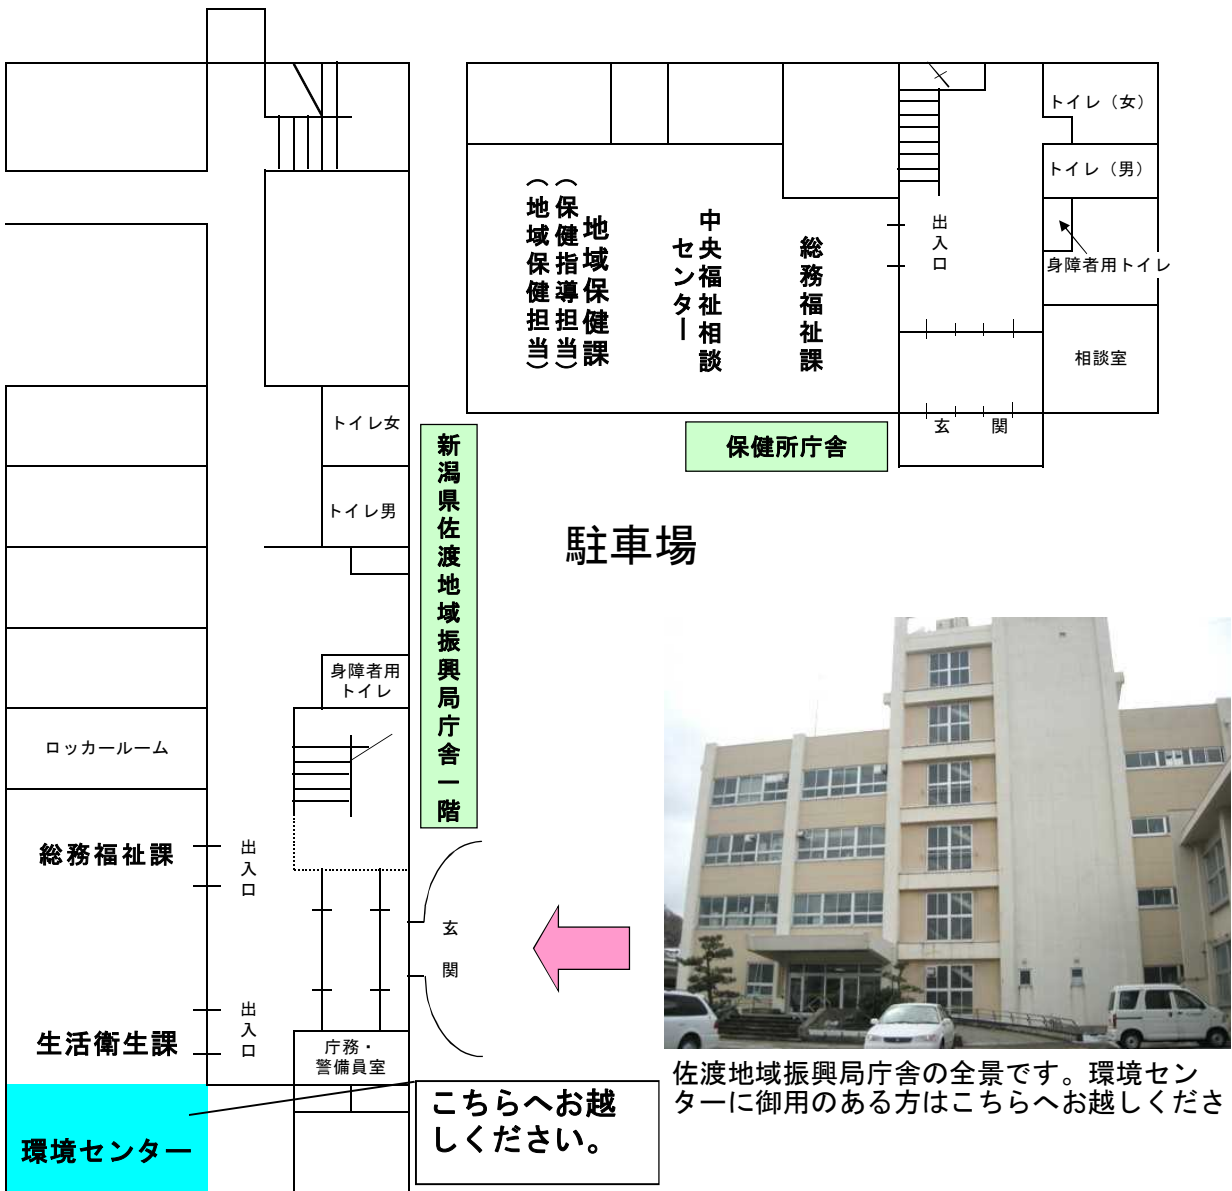 トイレ（女）
トイレ（男）
身障者用トイレ
相談室
出入口
総務福祉課
中央福祉相談
センター
地域保健課
（保健指導担当）
（地域保健担当）
玄　関
保健所庁舎
駐車場
新潟県佐渡地域振興局庁舎一階
トイレ女
トイレ男
身障者用
トイレ
ロッカールーム
総務福祉課
出入口
玄関
生活衛生課
出入口
庁務・
警備員室
環境センター
こちらへお越
しください。
佐渡地域振興局庁舎の全景です。環境セン
ターに御用のある方はこちらへお越しくださ